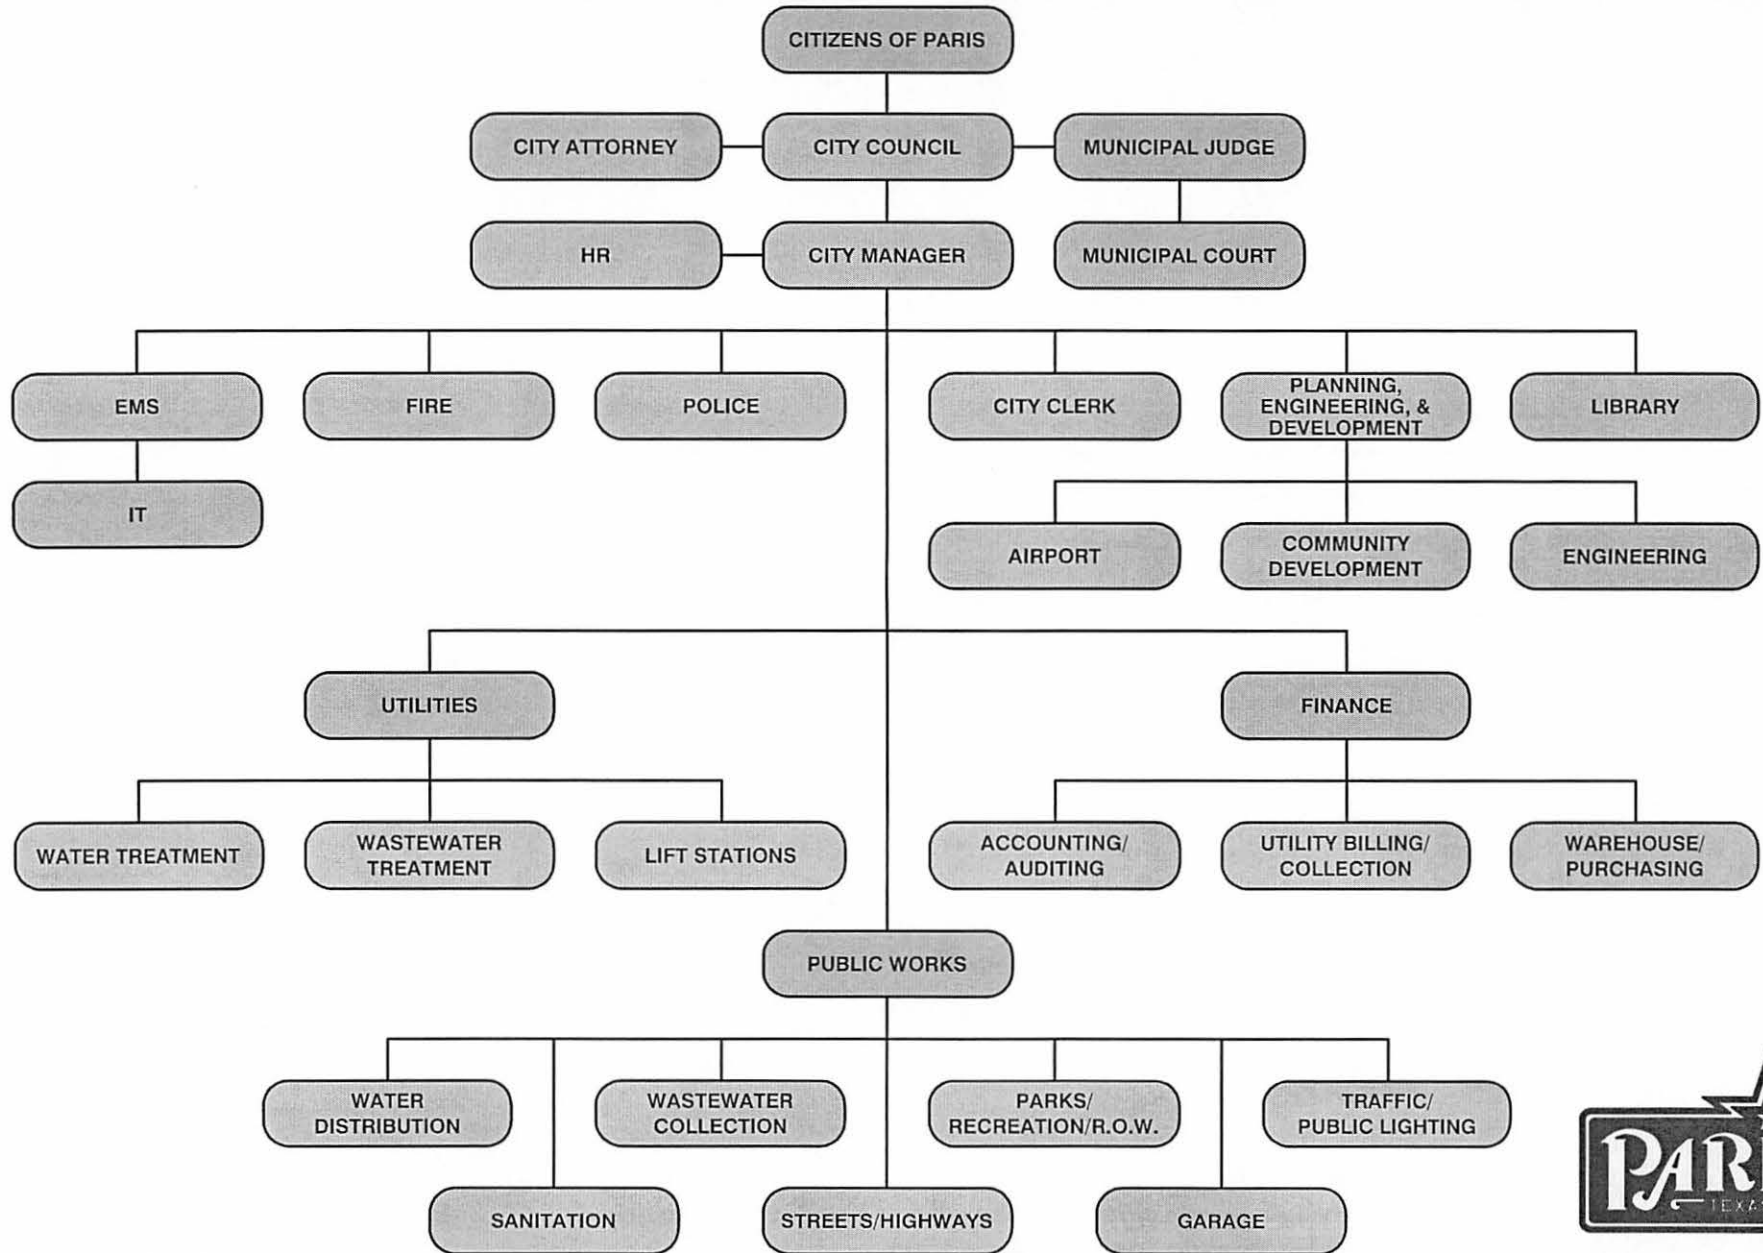 CITIZENS OF PARIS
CITY ATTORNEY
CITY COUNCIL
MUNICIPAL JUDGE
HR
CITY MANAGER
MUNICIPAL COURT
EMS
FIRE
POLICE
CITY CLERK
PLANNING,
ENGINEERING, &
DEVELOPMENT
LIBRARY
IT
AIRPORT
COMMUNITY
DEVELOPMENT
ENGINEERING
UTILITIES
FINANCE
WATER TREATMENT
WASTEWATER
TREATMENT
LIFT STATIONS
ACCOUNTING/
AUDITING
UTILITY BILLING/
COLLECTION
WAREHOUSE/
PURCHASING
PUBLIC WORKS
WATER
DISTRIBUTION
WASTEWATER
COLLECTION
PARKS/
RECREATION/R.O.W.
TRAFFIC/
PUBLIC LIGHTING
SANITATION
STREETS/HIGHWAYS
GARAGE